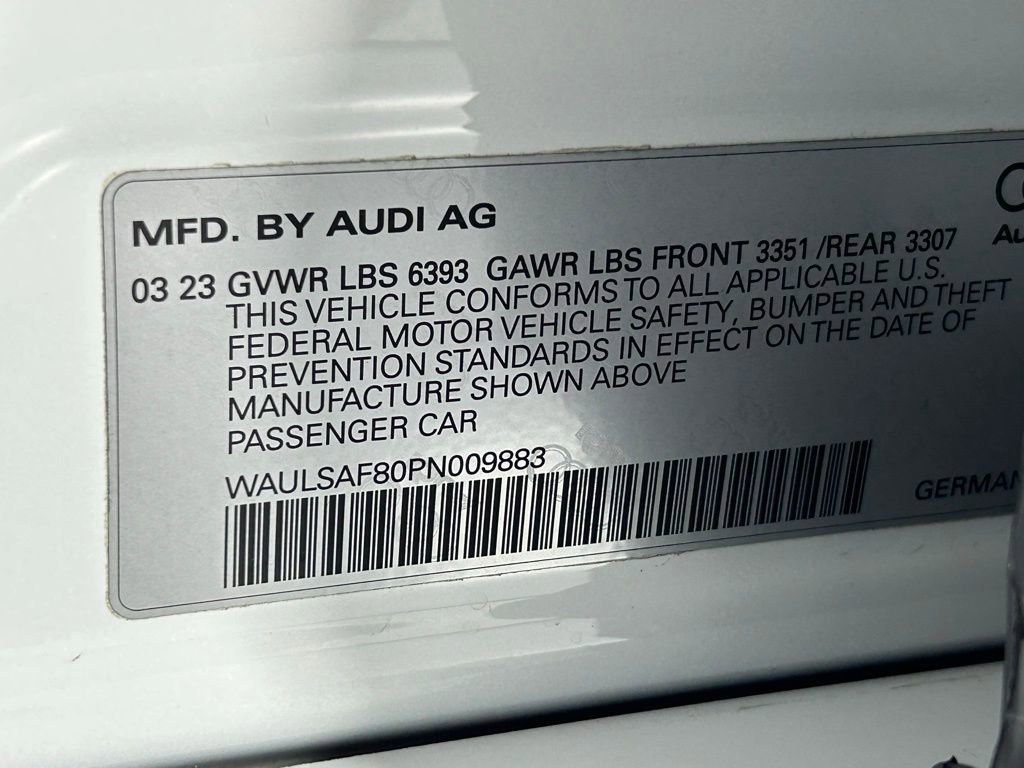 MFD. BY AUDI AG
03 23 GVWR LBS 6393 GAWR LBS FRONT 3351 /REAR 3307
THIS VEHICLE CONFORMS TO ALL APPLICABLE U.S.
FEDERAL MOTOR VEHICLE SAFETY, BUMPER AND THEFT
PREVENTION STANDARDS IN EFFECT ON THE DATE OF
MANUFACTURE SHOWN ABOVE
PASSENGER CAR
WAULSAF80PN009883